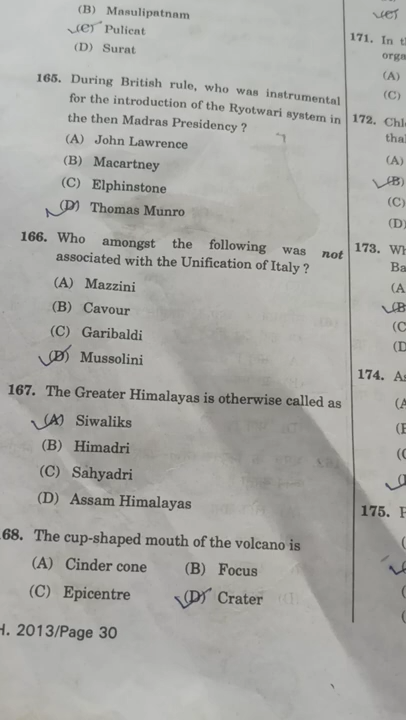 (B) Masulipatnam
(C) Pulicat
(D) Surat
165. During British rule, who was instrumental
for the introduction of the Ryotwari system in
the then Madras Presidency ?
(A) John Lawrence
(B) Macartney
(C) Elphinstone
(D) Thomas Munro
166. Who amongst the following was not
associated with the Unification of Italy ?
(A) Mazzini
(B) Cavour
(C) Garibaldi
(D) Mussolini
167. The Greater Himalayas is otherwise called as
(A) Siwaliks
(B) Himadri
(C) Sahyadri
(D) Assam Himalayas
68. The cup-shaped mouth of the volcano is
(A) Cinder cone (B) Focus
(C) Epicentre (D) Crater
H. 2013/Page 30
171. In
orga
(A)
(C)
172.
tha
(A)
(B)
(C)
(D)
173.
Ba
(A
(B
(C
(D
174.
(A
(C
175.